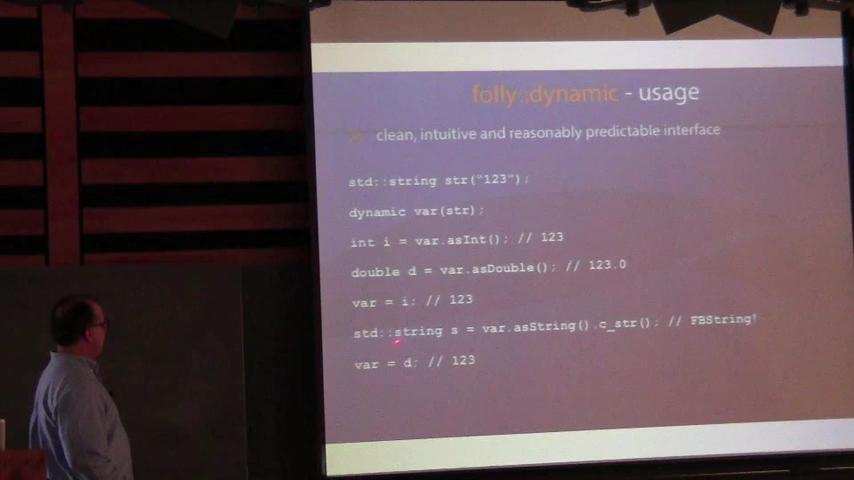 folly::dynamic - usage
clean, intuitive and reasonably predictable interface
std::string str("123");
dynamic var(str);
int i = var.asInt(); // 123
double d = var.asDouble(); // 123.0
var = i; // 123
std::string s = var.asString().c_str(); // FBString!
var = d; // 123